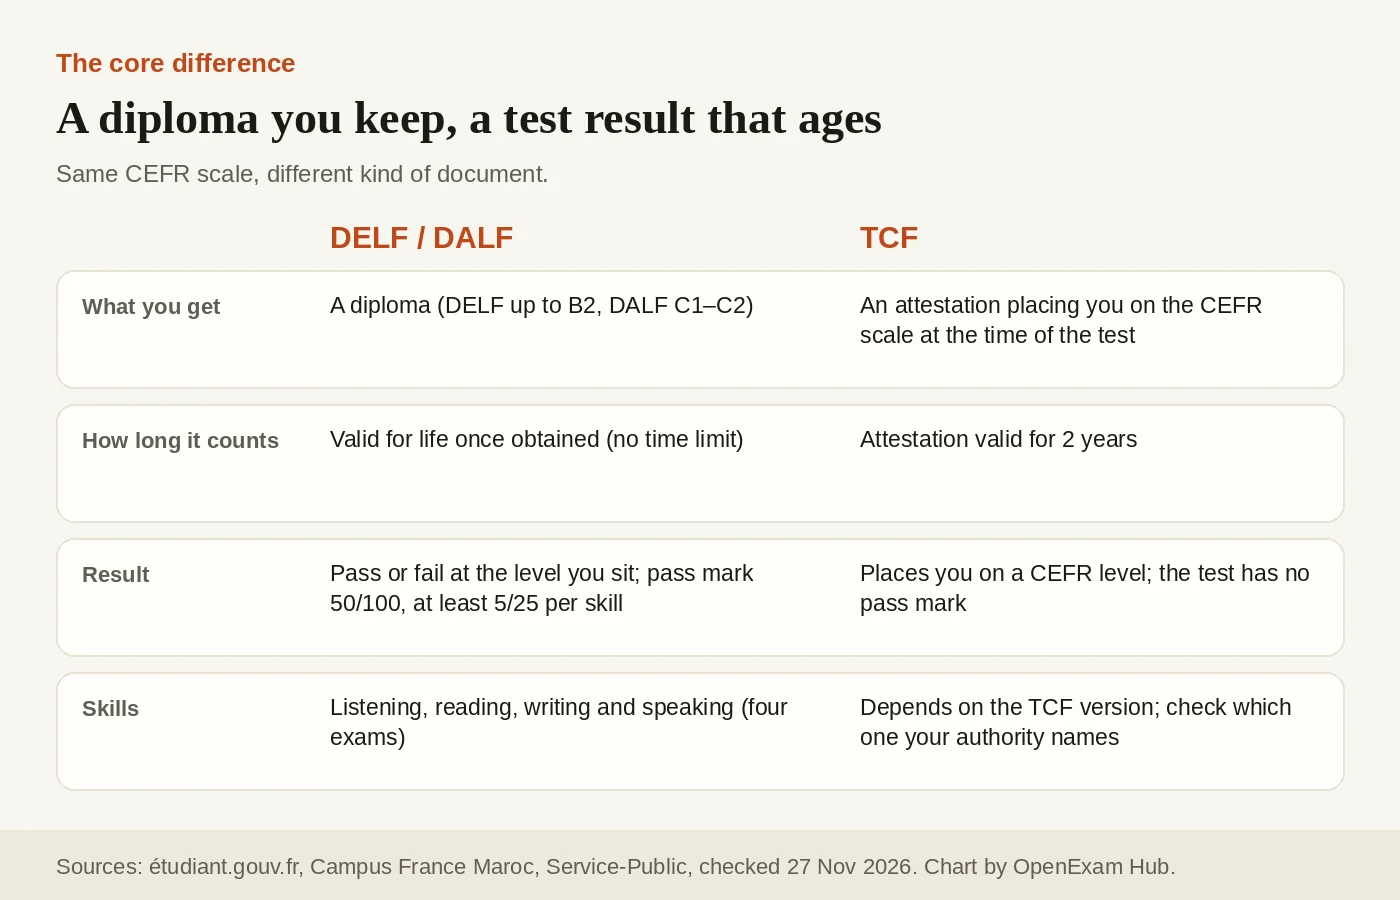 The core difference
A diploma you keep, a test result that ages
Same CEFR scale, different kind of document.
DELF / DALF
TCF
What you get
A diploma (DELF up to B2, DALF C1–C2)
An attestation placing you on the CEFR
scale at the time of the test
How long it counts
Valid for life once obtained (no time limit)
Attestation valid for 2 years
Result
Pass or fail at the level you sit; pass mark
50/100, at least 5/25 per skill
Places you on a CEFR level; the test has no
pass mark
Skills
Listening, reading, writing and speaking (four
exams)
Depends on the TCF version; check which
one your authority names
Sources: étudiant.gouv.fr, Campus France Maroc, Service-Public, checked 27 Nov 2026. Chart by OpenExam Hub.